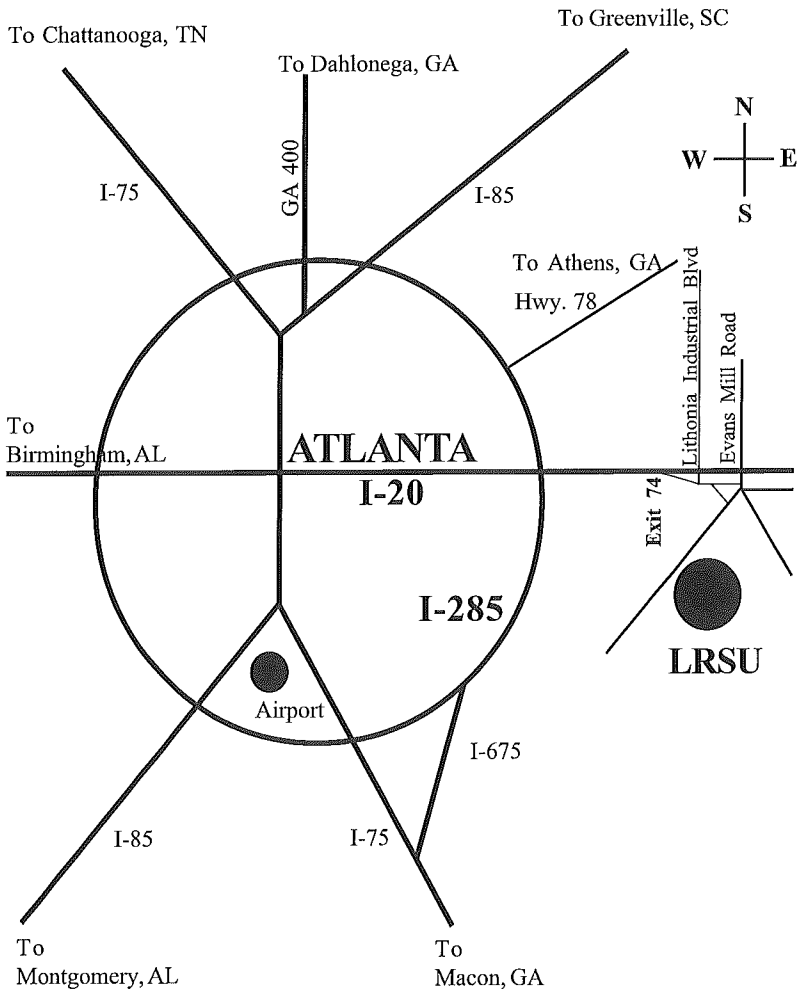 To Chattanooga, TN
To Greenville, SC
To Dahlonega, GA
N
W E
S
I-75
GA 400
I-85
To Athens, GA
Hwy. 78
Lithonia Industrial Blvd
Evans Mill Road
To
Birmingham, AL
ATLANTA
I-20
Exit 74
I-285
LRSU
Airport
I-675
I-85
I-75
To
Montgomery, AL
To
Macon, GA